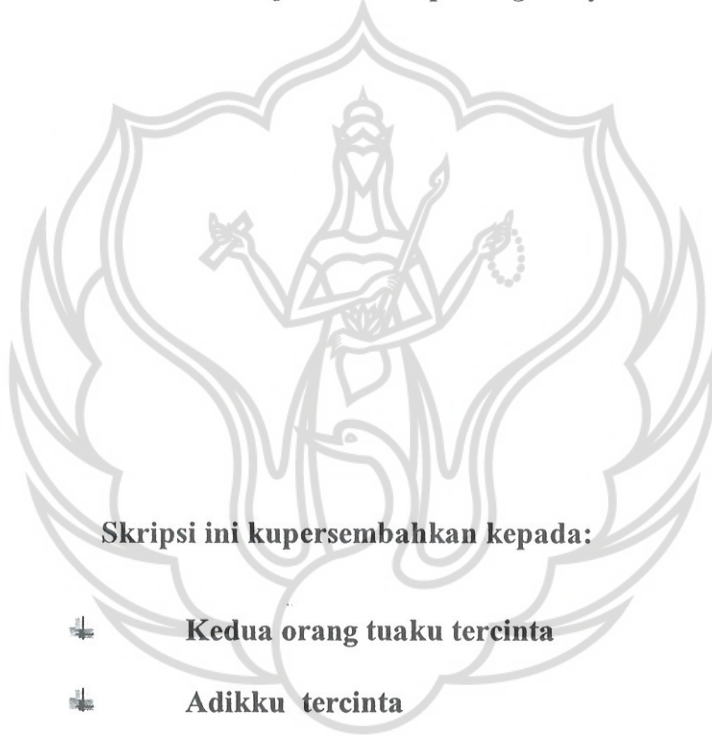 Skripsi ini kupersembahkan kepada:
Kedua orang tuaku tercinta
Adikku tercinta